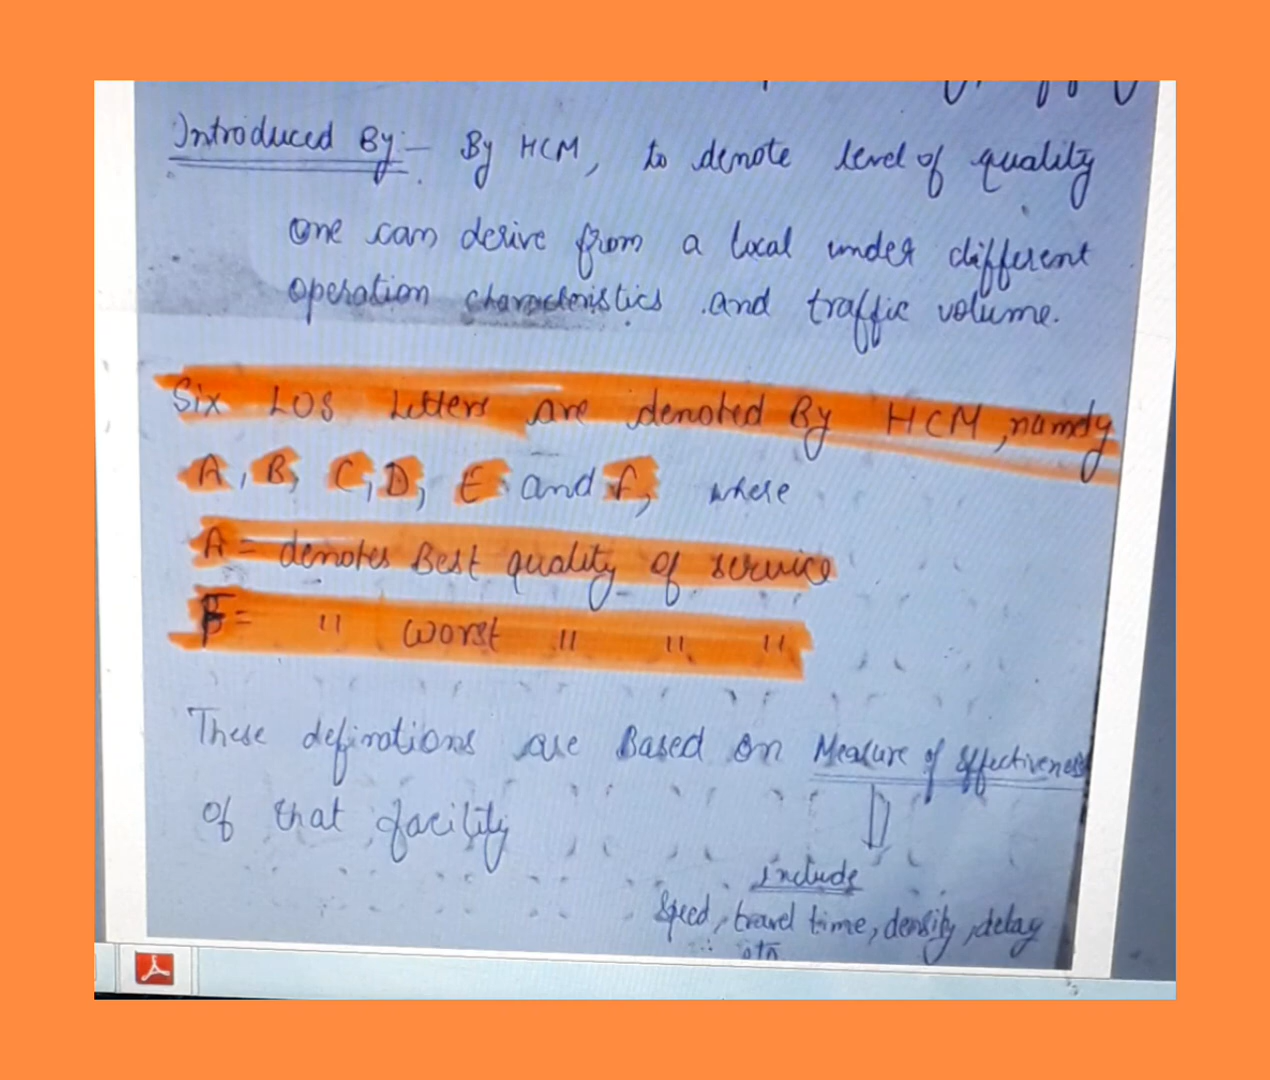 Introduced By:- By HCM, to denote level of quality
one can derive from a local under different
operation characteristics and traffic volume.
Six LOS Letters are denoted By HCM, namely
A, B, C, D, E and F, where
A = denotes Best quality of service
F = " worst " " "
These definations are Based on Measure of Effectiveness
of that facility
include
Speed, travel time, density, delay
etc.